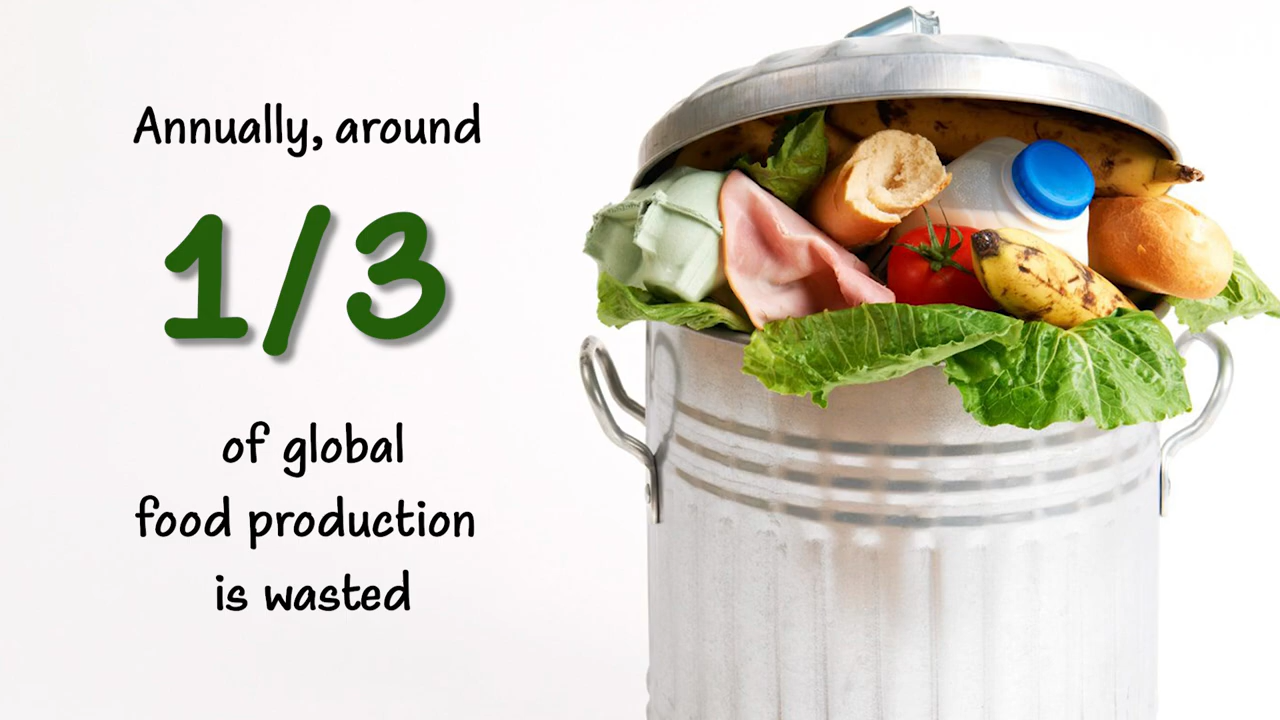 Annually, around
1/3
of global
food production
is wasted